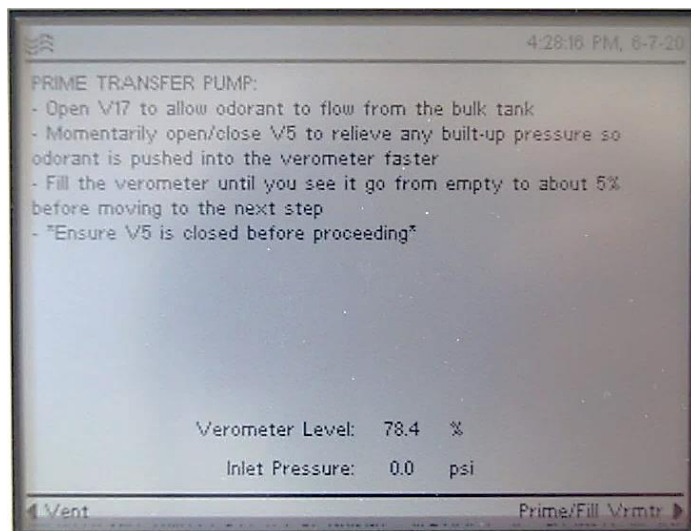 4:28:16 PM, 6-7-20
PRIME TRANSFER PUMP:
- Open V17 to allow odorant to flow from the bulk tank
- Momentarily open/close V5 to relieve any built-up pressure so
odorant is pushed into the verometer faster
- Fill the verometer until you see it go from empty to about 5%
before moving to the next step
- *Ensure V5 is closed before proceeding*
Verometer Level: 78.4 %
Inlet Pressure: 0.0 psi
Vent Prime/Fill Vrmtr